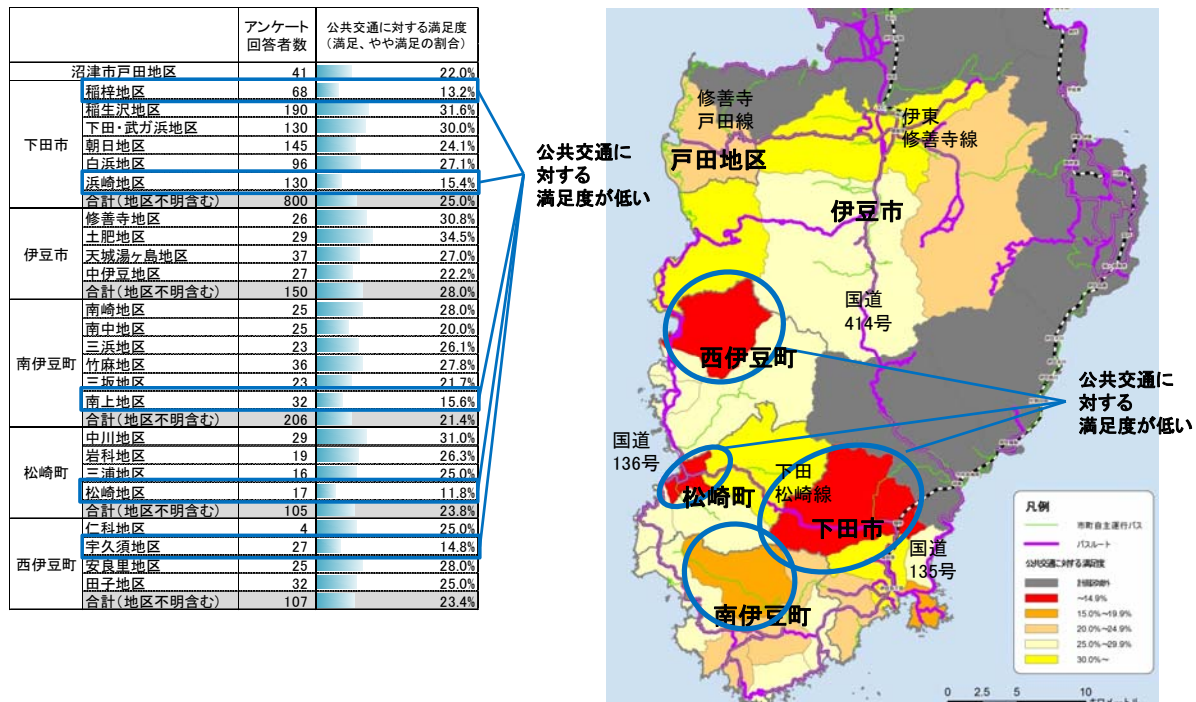 アンケート
回答者数
公共交通に対する満足度
(満足、やや満足の割合)
沼津市戸田地区 41 22.0%
下田市
稲梓地区 68 13.2%
稲生沢地区 190 31.6%
下田・武ガ浜地区 130 30.0%
朝日地区 145 24.1%
白浜地区 96 27.1%
浜崎地区 130 15.4%
合計(地区不明含む) 800 25.0%
伊豆市
修善寺地区 26 30.8%
土肥地区 29 34.5%
天城湯ヶ島地区 37 27.0%
中伊豆地区 27 22.2%
合計(地区不明含む) 150 28.0%
南伊豆町
南崎地区 25 28.0%
南中地区 25 20.0%
三浜地区 23 26.1%
竹麻地区 36 27.8%
三坂地区 23 21.7%
南上地区 32 15.6%
合計(地区不明含む) 206 21.4%
松崎町
中川地区 29 31.0%
岩科地区 19 26.3%
三浦地区 16 25.0%
松崎地区 17 11.8%
合計(地区不明含む) 105 23.8%
西伊豆町
仁科地区 4 25.0%
宇久須地区 27 14.8%
安良里地区 25 28.0%
田子地区 32 25.0%
合計(地区不明含む) 107 23.4%
公共交通に
対する
満足度が低い
修善寺
戸田線
伊東
修善寺線
戸田地区
伊豆市
国道
414号
西伊豆町
公共交通に
対する
満足度が低い
国道
136号
下田
松崎線
松崎町
下田市
国道
135号
南伊豆町
凡例
市町自主運行バス
バスルート
公共交通に対する満足度
~14.9%
15.0%~19.9%
20.0%~24.9%
25.0%~29.9%
30.0%~
0 2.5 5 10
キロメートル